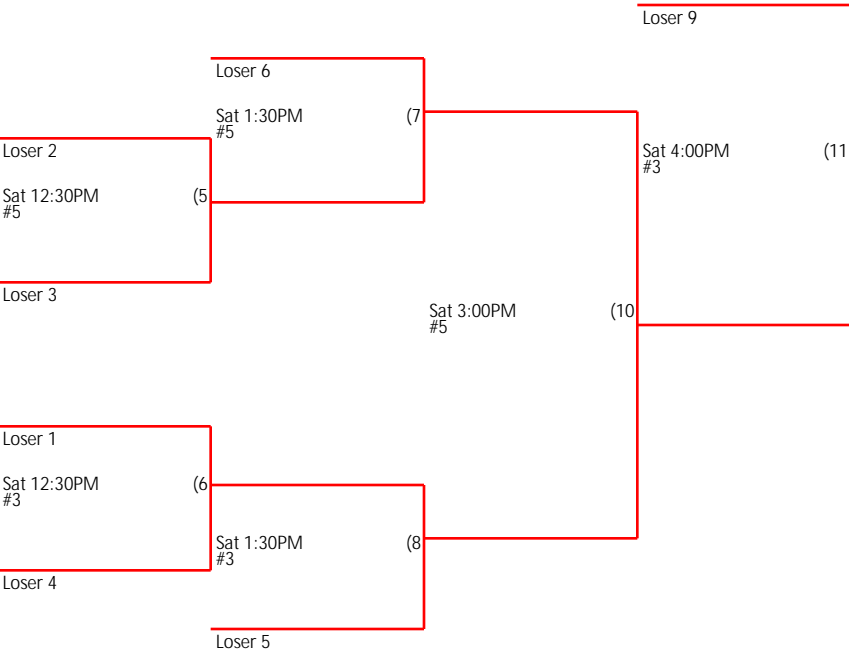 Loser 9
Loser 6
Sat 1:30PM (7
#5
Loser 2
Sat 4:00PM (11
#3
Sat 12:30PM (5
#5
Loser 3
Sat 3:00PM (10
#5
Loser 1
Sat 12:30PM (6
#3
Sat 1:30PM (8
#3
Loser 4
Loser 5